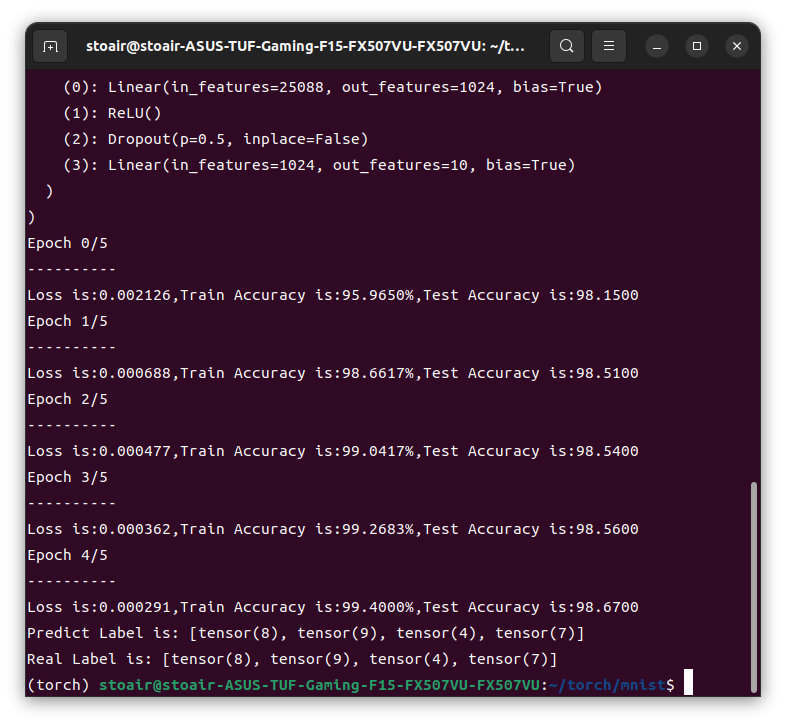 stoair@stoair-ASUS-TUF-Gaming-F15-FX507VU-FX507VU: ~/t...
(0): Linear(in_features=25088, out_features=1024, bias=True)
(1): ReLU()
(2): Dropout(p=0.5, inplace=False)
(3): Linear(in_features=1024, out_features=10, bias=True)
)
)
Epoch 0/5
----------
Loss is:0.002126,Train Accuracy is:95.9650%,Test Accuracy is:98.1500
Epoch 1/5
----------
Loss is:0.000688,Train Accuracy is:98.6617%,Test Accuracy is:98.5100
Epoch 2/5
----------
Loss is:0.000477,Train Accuracy is:99.0417%,Test Accuracy is:98.5400
Epoch 3/5
----------
Loss is:0.000362,Train Accuracy is:99.2683%,Test Accuracy is:98.5600
Epoch 4/5
----------
Loss is:0.000291,Train Accuracy is:99.4000%,Test Accuracy is:98.6700
Predict Label is: [tensor(8), tensor(9), tensor(4), tensor(7)]
Real Label is: [tensor(8), tensor(9), tensor(4), tensor(7)]
(torch) stoair@stoair-ASUS-TUF-Gaming-F15-FX507VU-FX507VU:~/torch/mnist$